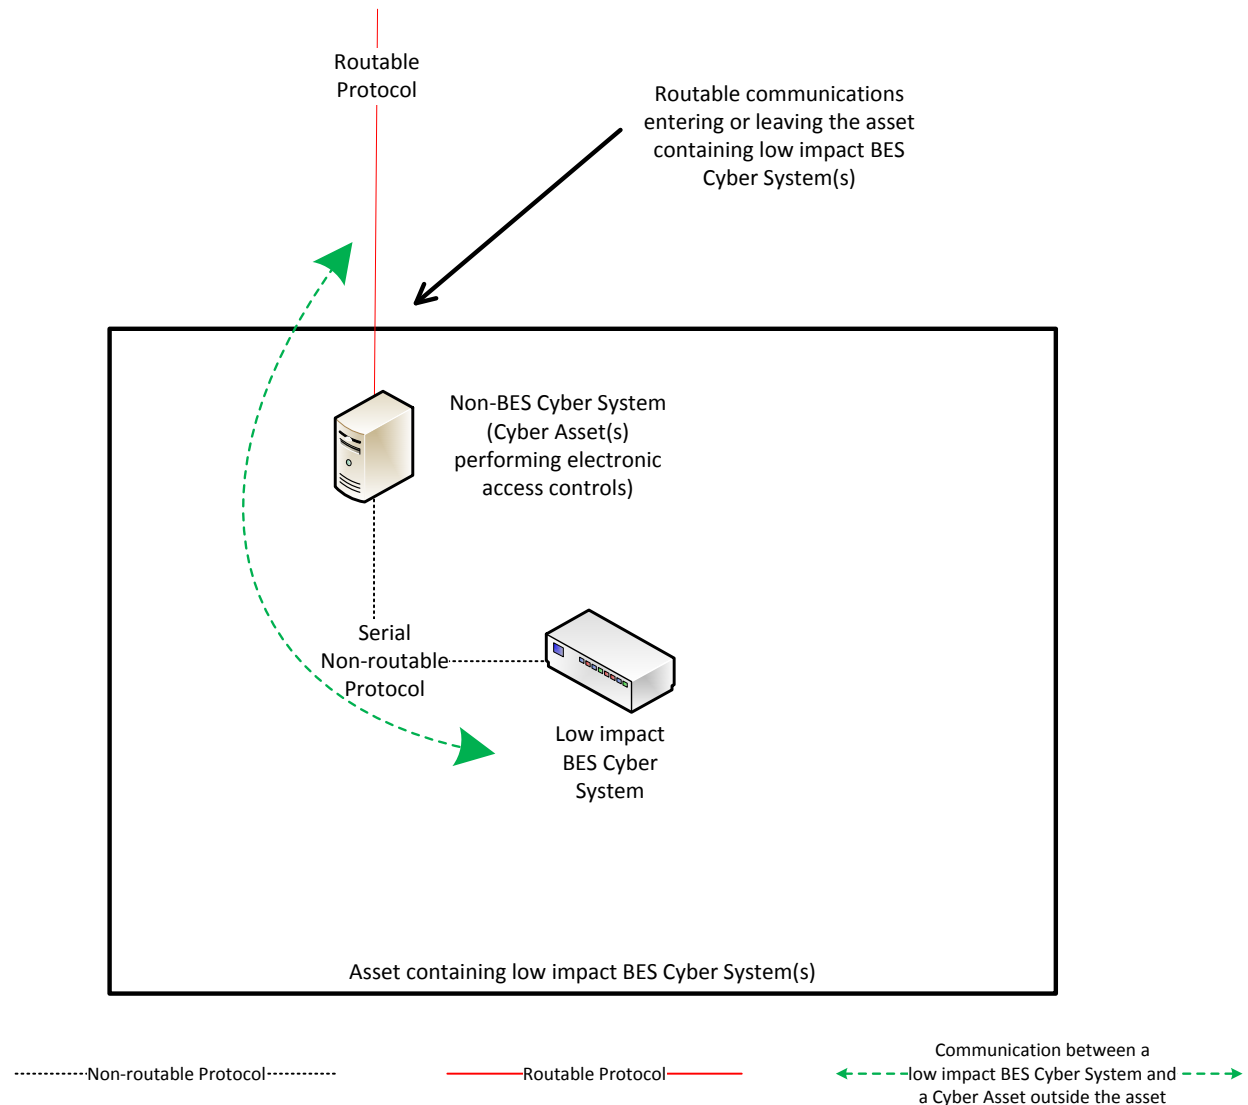 Routable
Protocol
Routable communications
entering or leaving the asset
containing low impact BES
Cyber System(s)
Non-BES Cyber System
(Cyber Asset(s)
performing electronic
access controls)
Serial
Non-routable
Protocol
Low impact
BES Cyber
System
Asset containing low impact BES Cyber System(s)
Non-routable Protocol
Routable Protocol
Communication between a
low impact BES Cyber System and
a Cyber Asset outside the asset